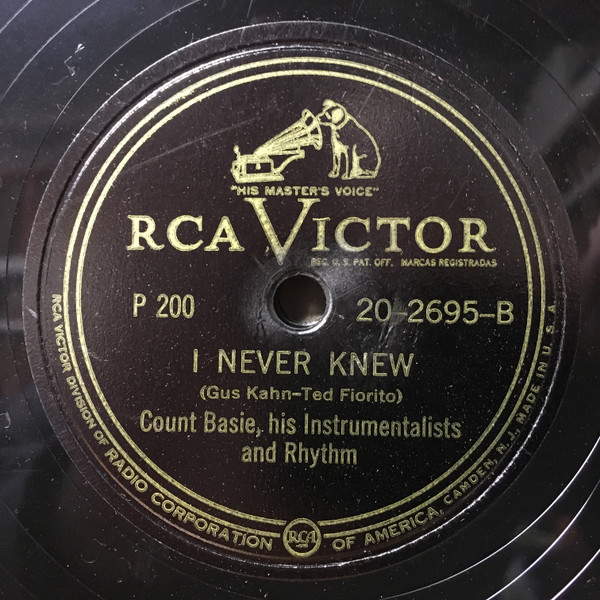 "HIS MASTER'S VOICE"
RCA VICTOR
REG. U. S. PAT. OFF. MARCAS REGISTRADAS
P 200
20-2695-B
I NEVER KNEW
(Gus Kahn-Ted Fiorito)
Count Basie, his Instrumentalists
and Rhythm
RCA VICTOR DIVISION OF RADIO CORPORATION RCA OF AMERICA, CAMDEN, N. J., MADE IN U. S. A.